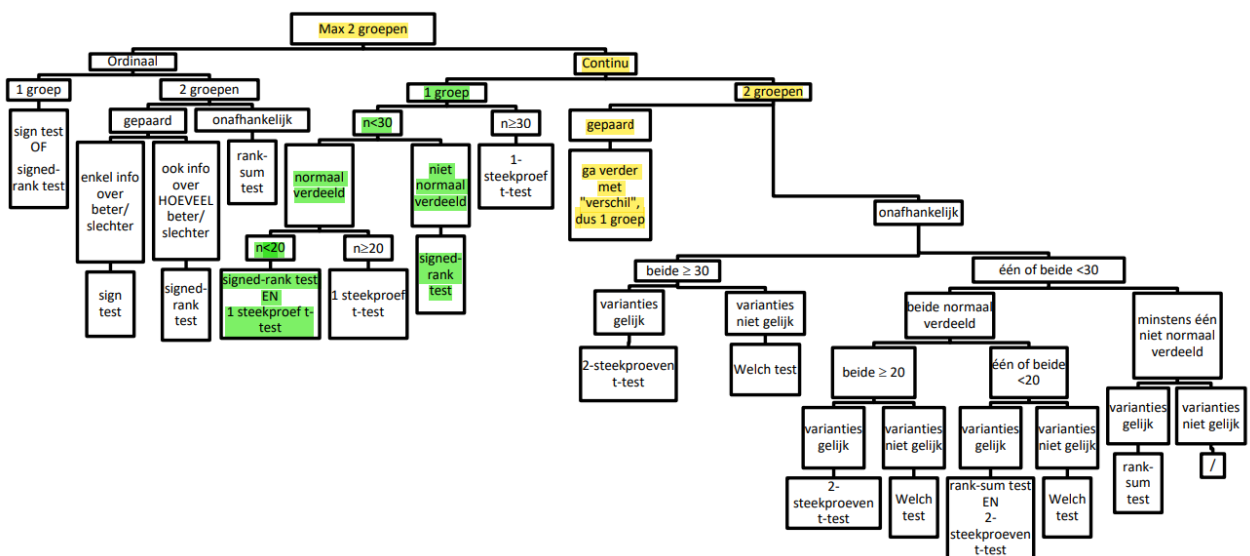 Max 2 groepen
Ordinaal
Continu
1 groep
2 groepen
1 groep
2 groepen
sign test
OF
signed-
rank test
gepaard
onafhankelijk
n<30
n≥30
gepaard
enkel info
over
beter/
slechter
ook info
over
HOEVEEL
beter/
slechter
rank-
sum
test
normaal
verdeeld
niet
normaal
verdeeld
1-
steekproef
t-test
ga verder
met
"verschil",
dus 1 groep
onafhankelijk
sign
test
signed-
rank
test
n<20
n≥20
signed-rank test
EN
1 steekproef t-
test
1 steekproef
t-test
signed-
rank
test
beide ≥ 30
één of beide <30
varianties
gelijk
varianties
niet gelijk
beide normaal
verdeeld
minstens één
niet normaal
verdeeld
2-steekproeven
t-test
Welch test
beide ≥ 20
één of beide
<20
varianties
gelijk
varianties
niet gelijk
varianties
gelijk
varianties
niet gelijk
varianties
gelijk
varianties
niet gelijk
2-
steekproeven
t-test
Welch
test
rank-sum test
EN
2-
steekproeven
t-test
Welch
test
rank-
sum
test
/